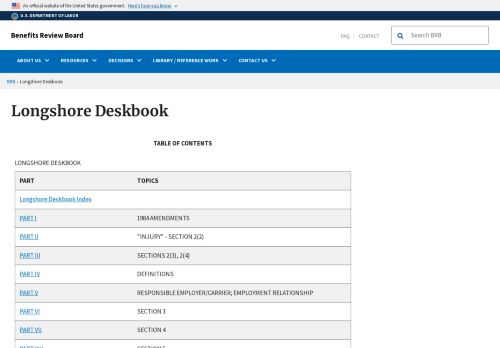 An official website of the United States government. Here's how you know
U.S. DEPARTMENT OF LABOR
Benefits Review Board
FAQ · CONTACT
Search BRB
ABOUT US
RESOURCES
DECISIONS
LIBRARY / REFERENCE WORK
CONTACT US
BRB › Longshore Deskbook
Longshore Deskbook
TABLE OF CONTENTS
LONGSHORE DESKBOOK
PART TOPICS
Longshore Deskbook Index
PART I 1984 AMENDMENTS
PART II "INJURY" - SECTION 2(2)
PART III SECTIONS 2(3), 2(4)
PART IV DEFINITIONS
PART V RESPONSIBLE EMPLOYER/CARRIER; EMPLOYMENT RELATIONSHIP
PART VI SECTION 3
PART VII SECTION 4